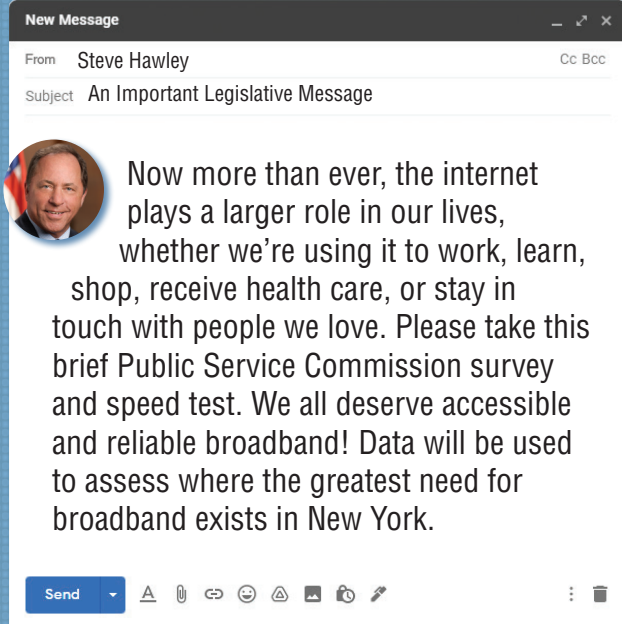 New Message
From Steve Hawley Cc Bcc
Subject An Important Legislative Message
Now more than ever, the internet
plays a larger role in our lives,
whether we’re using it to work, learn,
shop, receive health care, or stay in
touch with people we love. Please take this
brief Public Service Commission survey
and speed test. We all deserve accessible
and reliable broadband! Data will be used
to assess where the greatest need for
broadband exists in New York.
Send